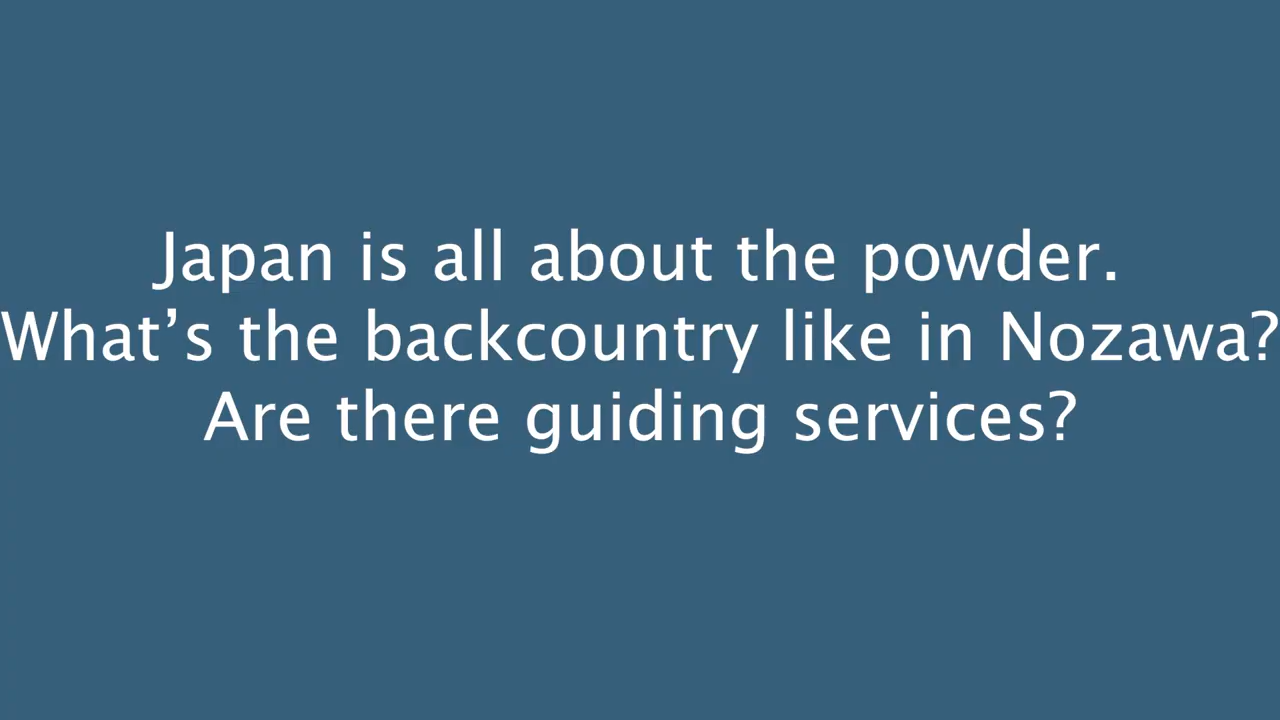 Japan is all about the powder.
What’s the backcountry like in Nozawa?
Are there guiding services?